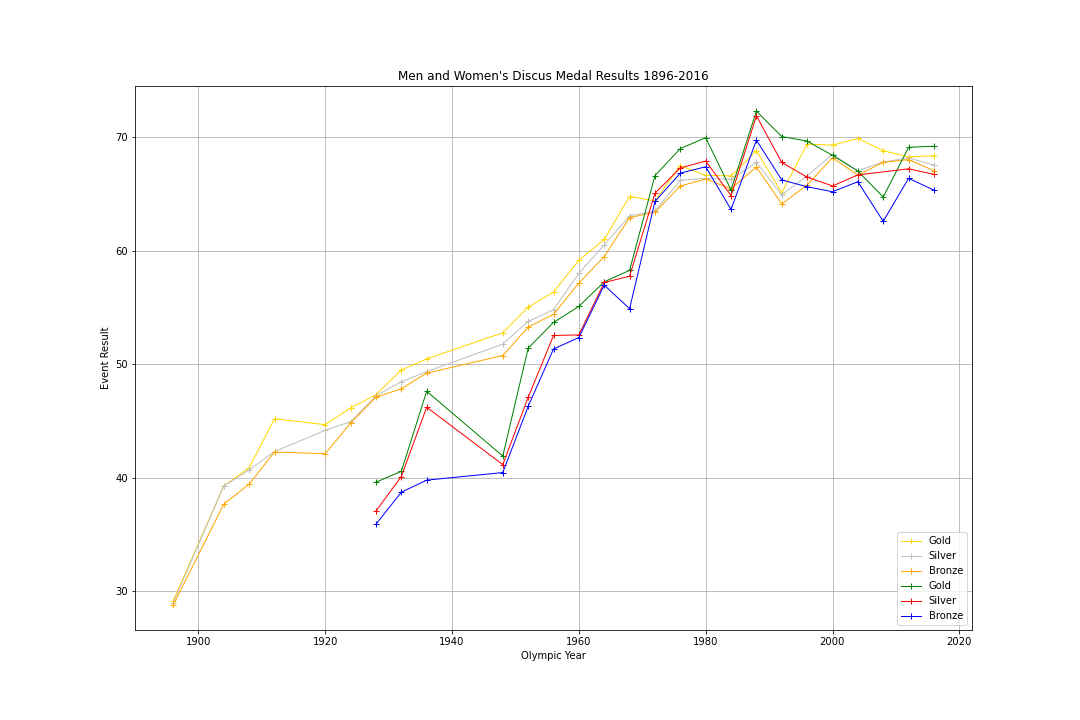 Men and Women's Discus Medal Results 1896-2016
Event Result
70
60
50
40
30
1900
1920
1940
1960
1980
2000
2020
Olympic Year
Gold
Silver
Bronze
Gold
Silver
Bronze